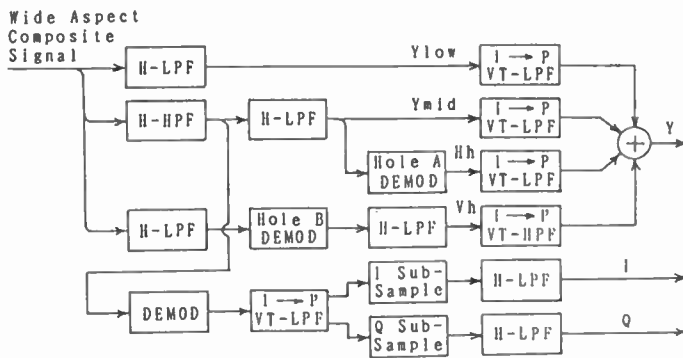 Wide Aspect
Composite
Signal
H-LPF
Ylow
I → P
VT-LPF
H-HPF
H-LPF
Ymid
I → P
VT-LPF
Y
Hole A
DEMOD
Hh
I → P
VT-LPF
H-LPF
Hole B
DEMOD
H-LPF
Vh
I → P
VT-HPF
DEMOD
I → P
VT-LPF
I Sub-
Sample
H-LPF
I
Q Sub-
Sample
H-LPF
Q